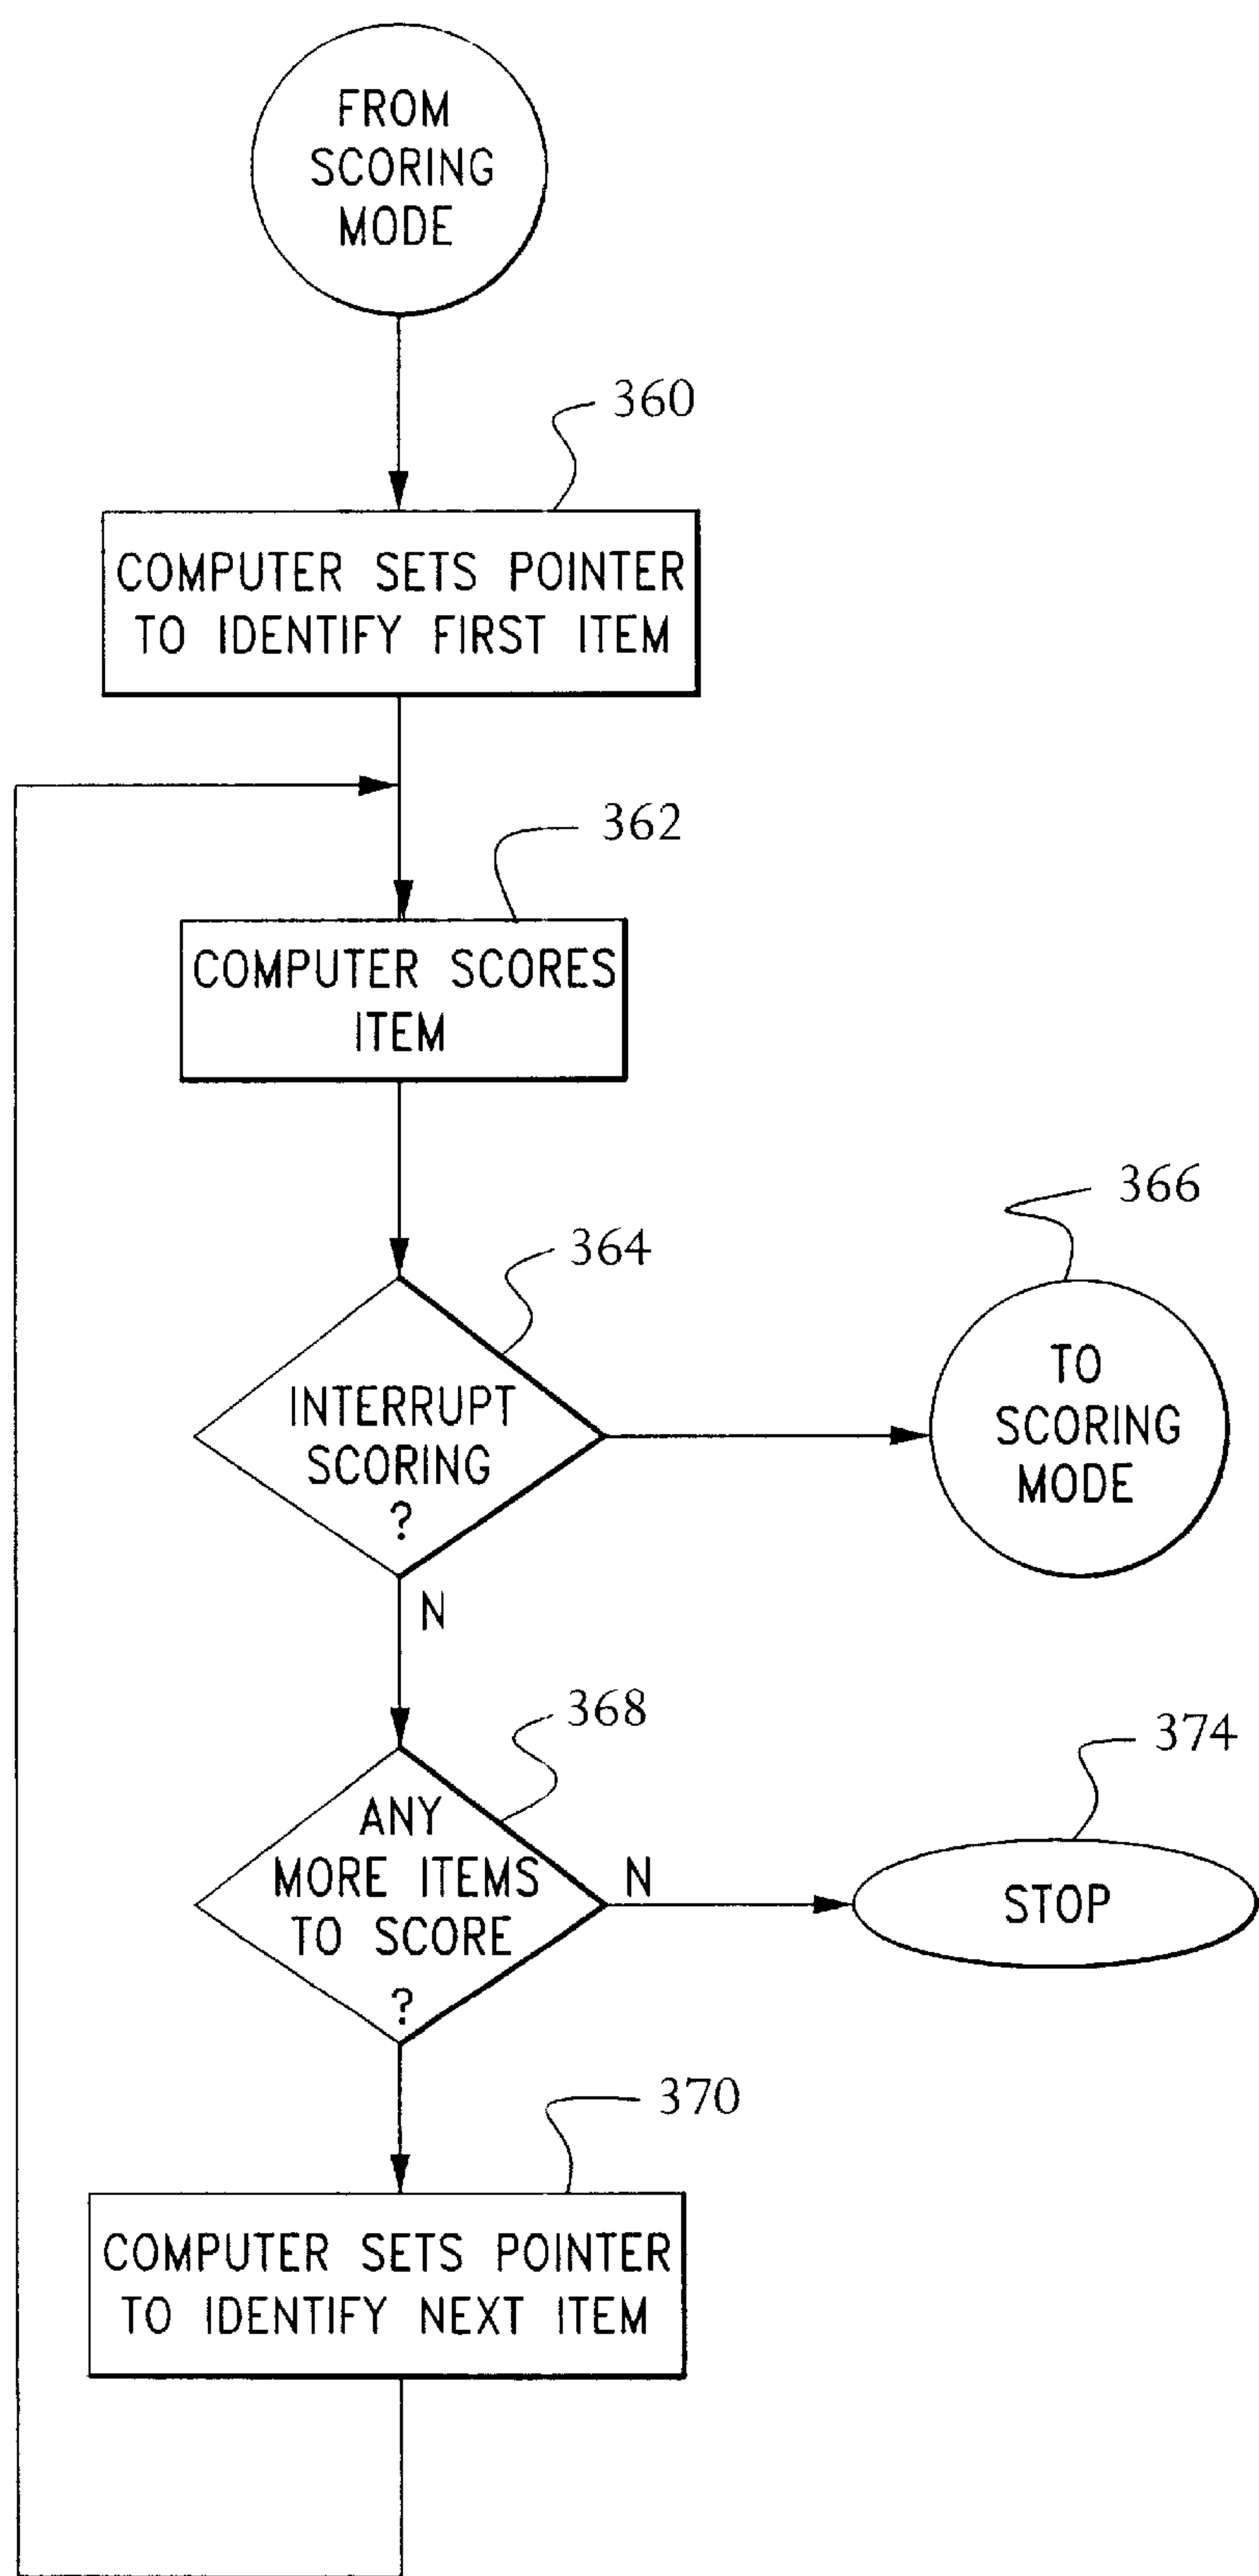 FROM
SCORING
MODE
360
COMPUTER SETS POINTER
TO IDENTIFY FIRST ITEM
362
COMPUTER SCORES
ITEM
364
INTERRUPT
SCORING
?
366
TO
SCORING
MODE
N
368
ANY
MORE ITEMS
TO SCORE
?
N
374
STOP
370
COMPUTER SETS POINTER
TO IDENTIFY NEXT ITEM